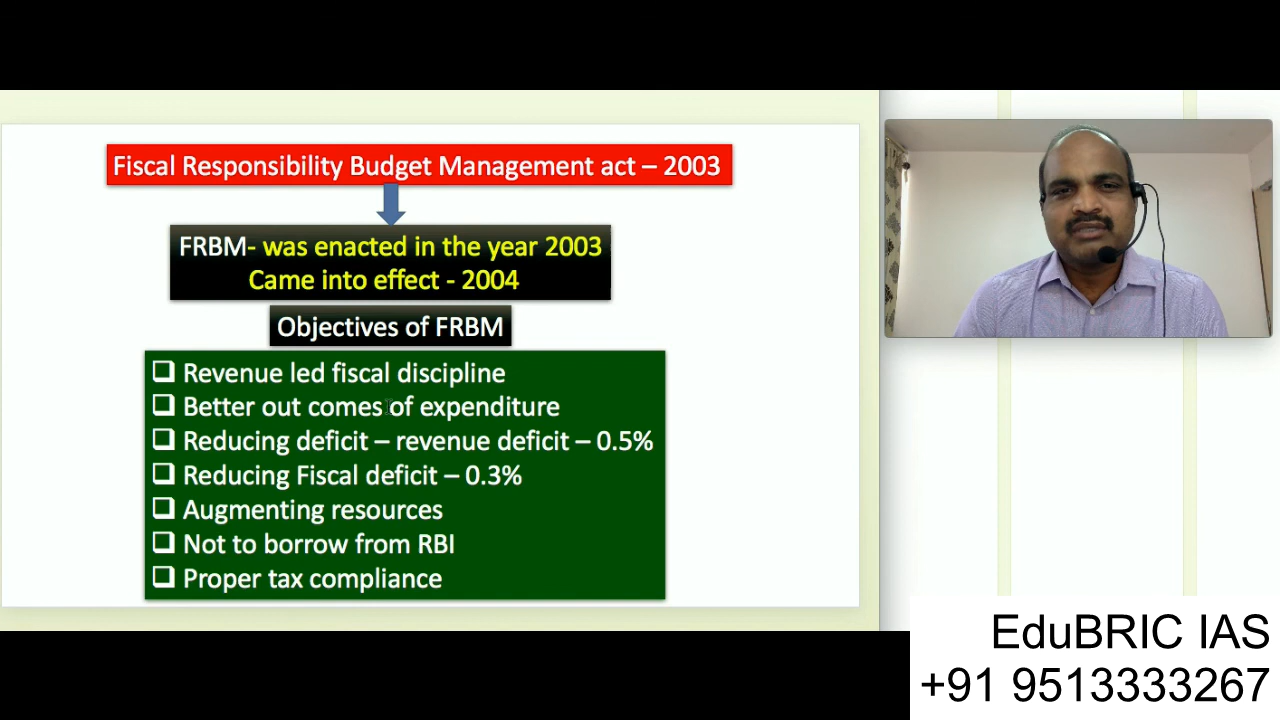 Fiscal Responsibility Budget Management act – 2003
FRBM- was enacted in the year 2003
Came into effect - 2004
Objectives of FRBM
❑ Revenue led fiscal discipline
❑ Better out comes of expenditure
❑ Reducing deficit – revenue deficit – 0.5%
❑ Reducing Fiscal deficit – 0.3%
❑ Augmenting resources
❑ Not to borrow from RBI
❑ Proper tax compliance
EduBRIC IAS
+91 9513333267